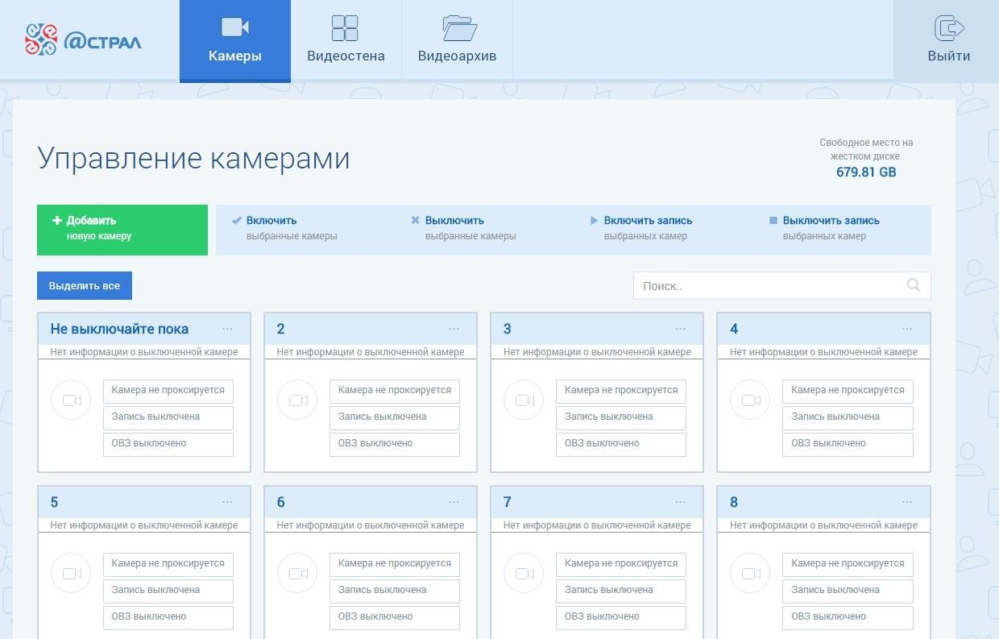 @СТРАЛ
Камеры
Видеостена
Видеоархив
Выйти
Управление камерами
Свободное место на
жестком диске
679.81 GB
Добавить
новую камеру
Включить
выбранные камеры
Выключить
выбранные камеры
Включить запись
выбранных камер
Выключить запись
выбранных камер
Выделить все
Поиск..
Не выключайте пока ...
Нет информации о выключенной камере
Камера не проксируется
Запись выключена
ОВЗ выключено
2 ...
Нет информации о выключенной камере
Камера не проксируется
Запись выключена
ОВЗ выключено
3 ...
Нет информации о выключенной камере
Камера не проксируется
Запись выключена
ОВЗ выключено
4 ...
Нет информации о выключенной камере
Камера не проксируется
Запись выключена
ОВЗ выключено
5 ...
Нет информации о выключенной камере
Камера не проксируется
Запись выключена
ОВЗ выключено
6 ...
Нет информации о выключенной камере
Камера не проксируется
Запись выключена
ОВЗ выключено
7 ...
Нет информации о выключенной камере
Камера не проксируется
Запись выключена
ОВЗ выключено
8 ...
Нет информации о выключенной камере
Камера не проксируется
Запись выключена
ОВЗ выключено